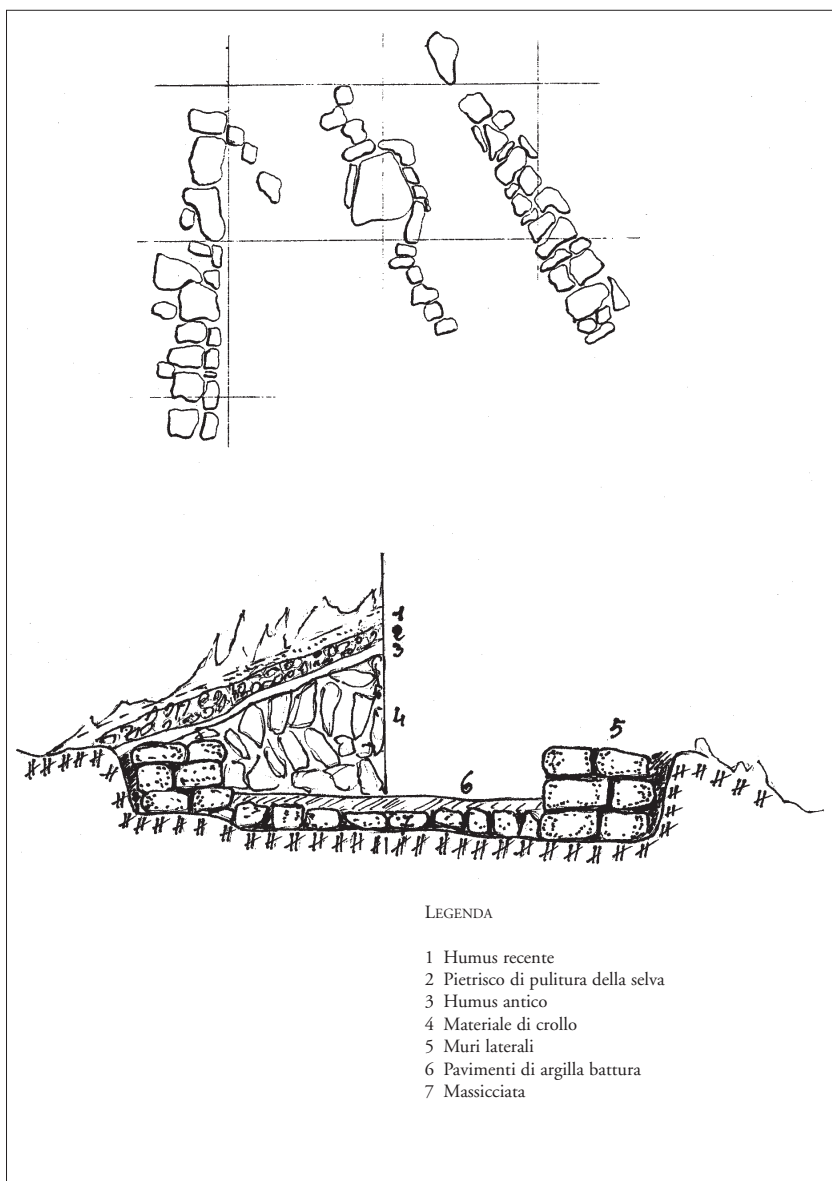 1
2
3
4
5
6
7
LEGENDA
1 Humus recente
2 Pietrisco di pulitura della selva
3 Humus antico
4 Materiale di crollo
5 Muri laterali
6 Pavimenti di argilla battura
7 Massicciata